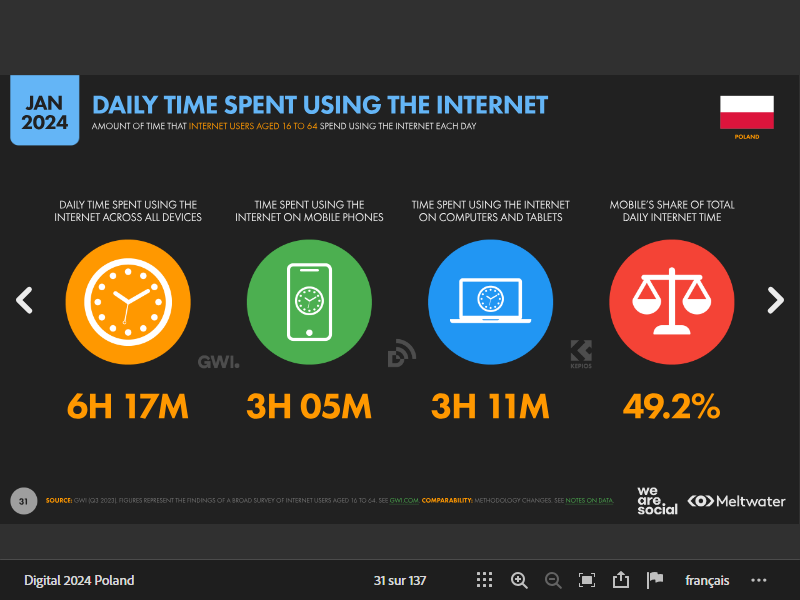 JAN
2024
DAILY TIME SPENT USING THE INTERNET
AMOUNT OF TIME THAT INTERNET USERS AGED 16 TO 64 SPEND USING THE INTERNET EACH DAY
POLAND
DAILY TIME SPENT USING THE
INTERNET ACROSS ALL DEVICES
TIME SPENT USING THE
INTERNET ON MOBILE PHONES
TIME SPENT USING THE INTERNET
ON COMPUTERS AND TABLETS
MOBILE'S SHARE OF TOTAL
DAILY INTERNET TIME
GWI.
KEPIOS
6H 17M
3H 05M
3H 11M
49.2%
31
SOURCE: GWI (Q3 2023). FIGURES REPRESENT THE FINDINGS OF A BROAD SURVEY OF INTERNET USERS AGED 16 TO 64. SEE GWI.COM. COMPARABILITY: METHODOLOGY CHANGES. SEE NOTES ON DATA.
we
are
social
Meltwater
Digital 2024 Poland
31 sur 137
français